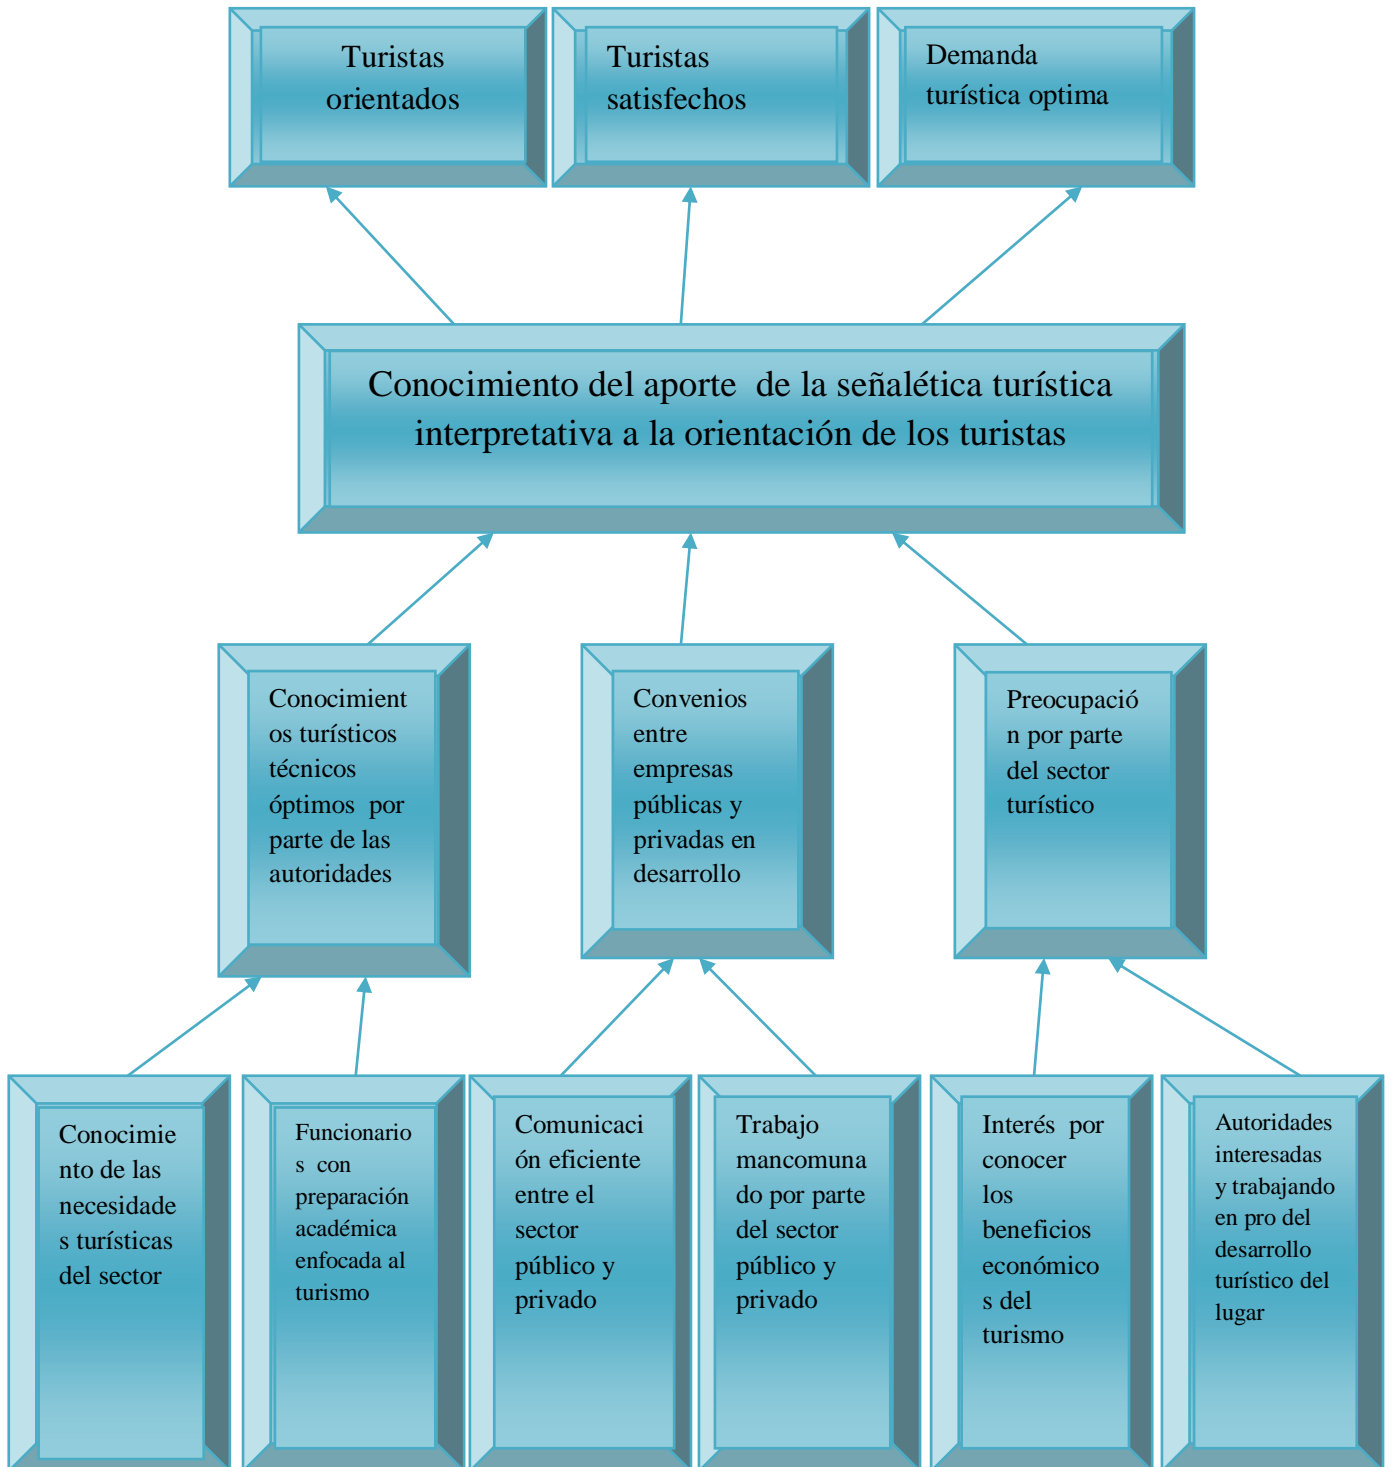 Turistas
orientados
Turistas
satisfechos
Demanda
turística optima
Conocimiento del aporte  de la señalética turística
interpretativa a la orientación de los turistas
Conocimient
os turísticos
técnicos
óptimos  por
parte de las
autoridades
Convenios
entre
empresas
públicas y
privadas en
desarrollo
Preocupació
n por parte
del sector
turístico
Conocimie
nto de las
necesidade
s turísticas
del sector
Funcionario
s  con
preparación
académica
enfocada al
turismo
Comunicaci
ón eficiente
entre el
sector
público y
privado
Trabajo
mancomuna
do por parte
del sector
público y
privado
Interés  por
conocer
los
beneficios
económico
s del
turismo
Autoridades
interesadas
y trabajando
en pro del
desarrollo
turístico del
lugar